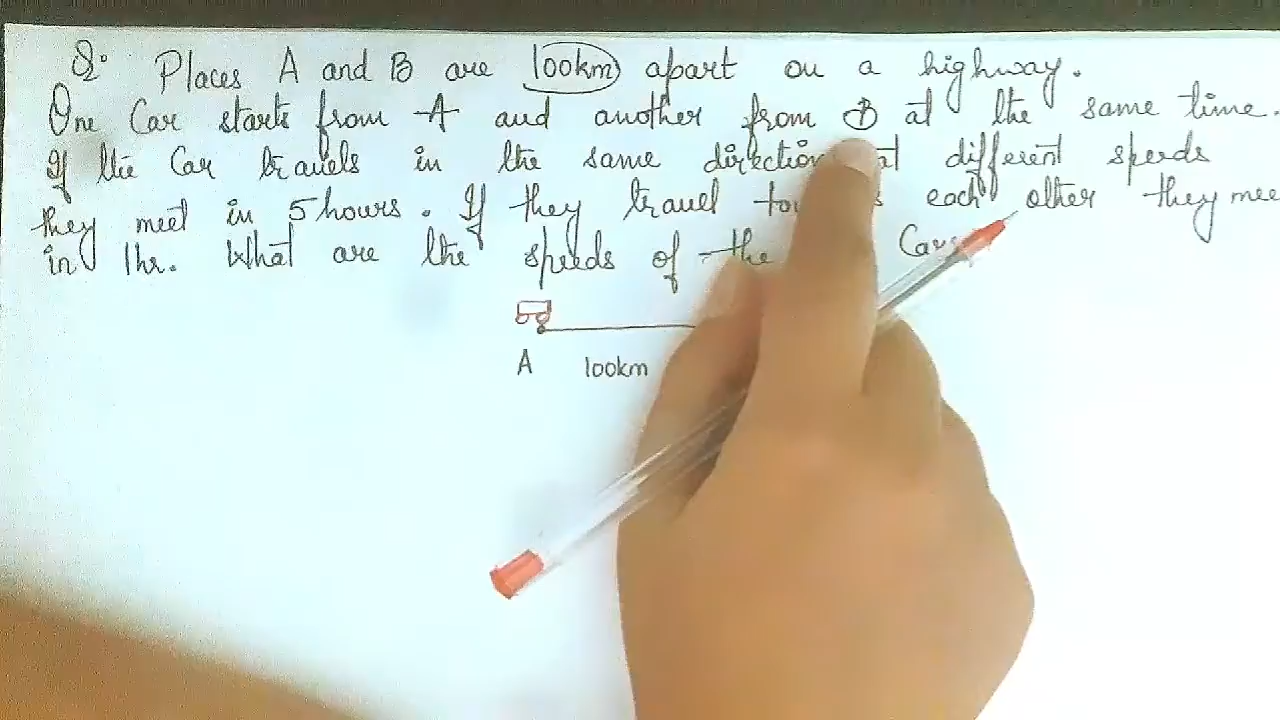 Q: Places A and B are 100km apart on a highway.
One Car starts from A and another from B at the same time.
If the Car travels in the same direction at different speeds
they meet in 5 hours. If they travel each other they mee
in 1hr. What are the speeds of the Cars
A 100km